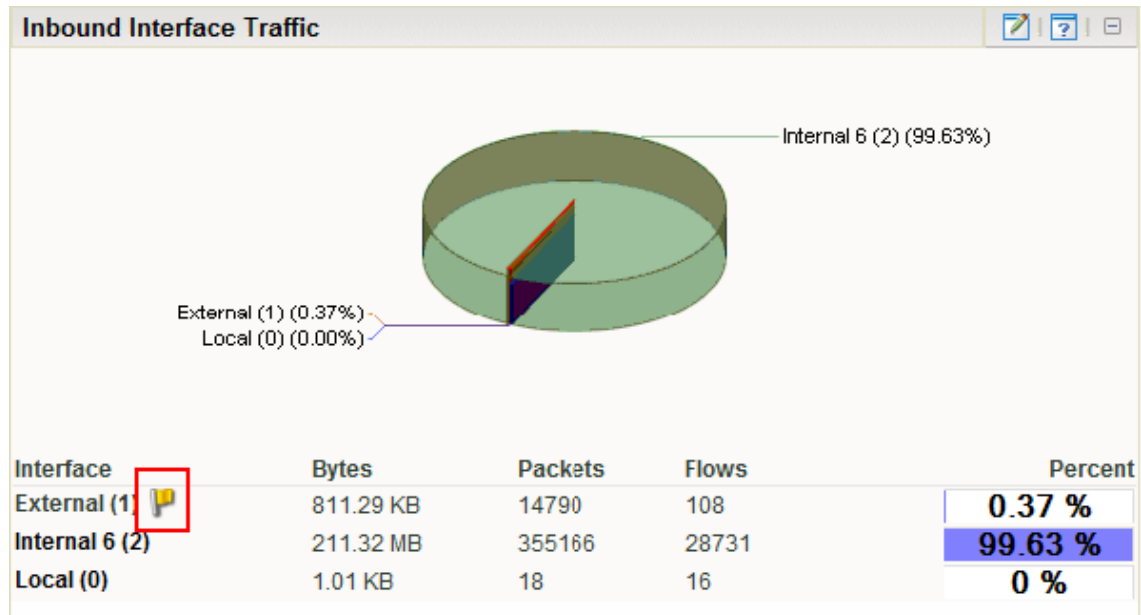 Inbound Interface Traffic
Internal 6 (2) (99.63%)
External (1) (0.37%)
Local (0) (0.00%)
Interface Bytes Packets Flows Percent
External (1) 811.29 KB 14790 108 0.37 %
Internal 6 (2) 211.32 MB 355166 28731 99.63 %
Local (0) 1.01 KB 18 16 0 %